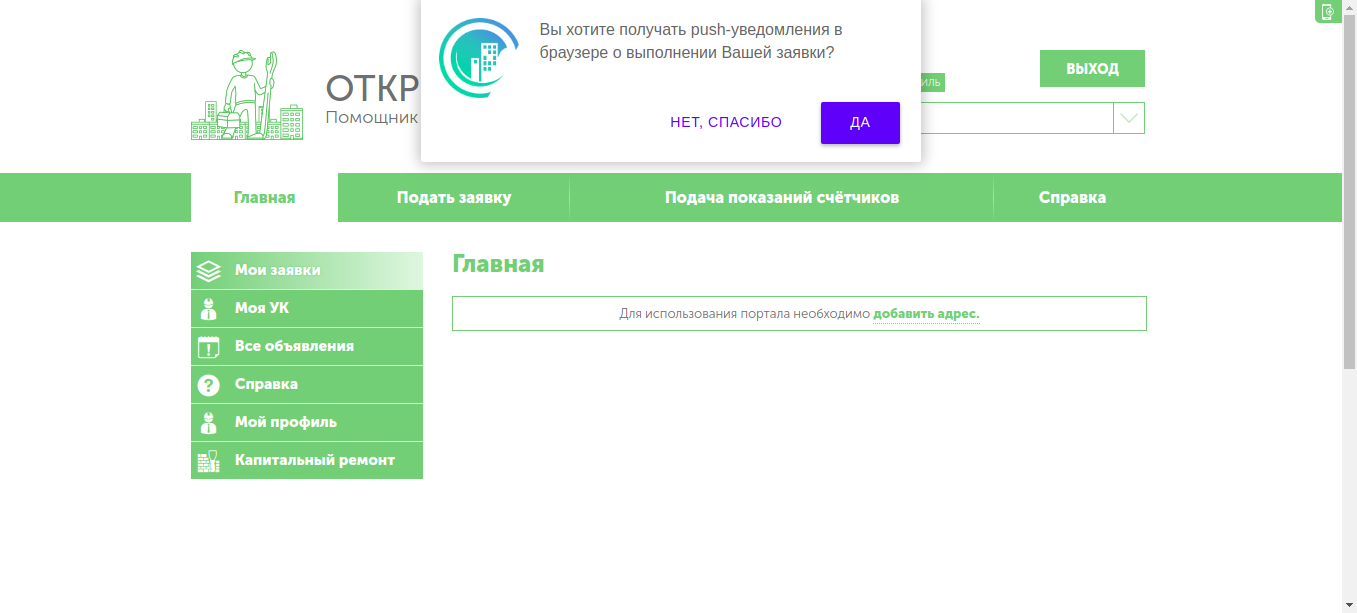 Вы хотите получать push-уведомления в
браузере о выполнении Вашей заявки?
НЕТ, СПАСИБО
ДА
ВЫХОД
ОТКР
Помощник
Главная
Подать заявку
Подача показаний счётчиков
Справка
Мои заявки
Моя УК
Все объявления
Справка
Мой профиль
Капитальный ремонт
Главная
Для использования портала необходимо добавить адрес.